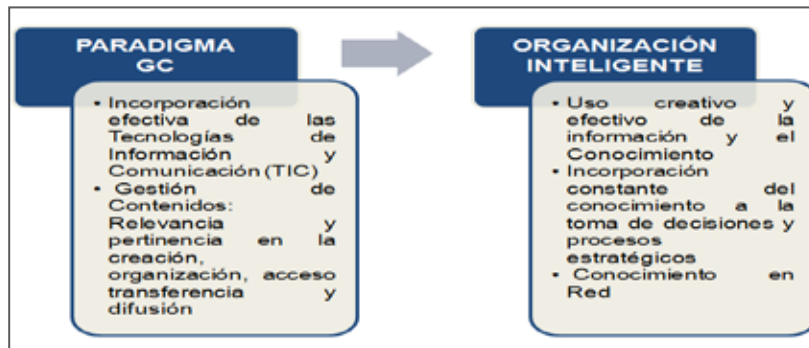 PARADIGMA
GC
• Incorporación
efectiva de las
Tecnologías de
Información y
Comunicación (TIC)
• Gestión de
Contenidos:
Relevancia y
pertinencia en la
creación,
organización, acceso
transferencia y
difusión
ORGANIZACIÓN
INTELIGENTE
• Uso creativo y
efectivo de la
información y el
Conocimiento
• Incorporación
constante del
conocimiento a la
toma de decisiones y
procesos
estratégicos
• Conocimiento en
Red